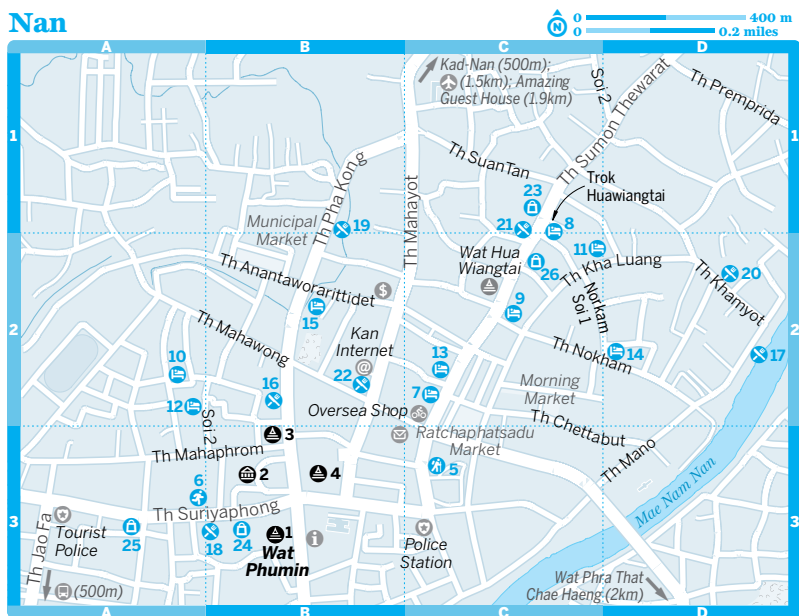 Nan
N
0 400 m
0 0.2 miles
A B C D
Kad-Nan (500m);
(1.5km); Amazing
Guest House (1.9km)
Soi 2
Th Sumon Thewarat
Th Premprida
1
1
Th SuanTan
Th Pha Kong
Th Mahayot
23
Trok
Huawiangtai
Municipal
Market
19
21
8
Wat Hua
Wiangtai
26
11
Th Kha Luang
20
Th Khamyot
Th Anantaworarittidet
$
15
9
Norkam
Soi 1
2
2
Th Mahawong
Kan
Internet
@
Th Nokham
14
17
10
13
22
16
7
Morning
Market
12
Soi 2
Oversea Shop
Th Chettabut
3
Ratchaphatsadu
Market
Th Mahaphrom
2
4
5
Th Mano
Mae Nam Nan
6
Th Suriyaphong
3
3
Tourist
Police
25
18
24
1
Wat
Phumin
i
Police
Station
Th Jao Fa
(500m)
Wat Phra That
Chae Haeng (2km)
A B C D